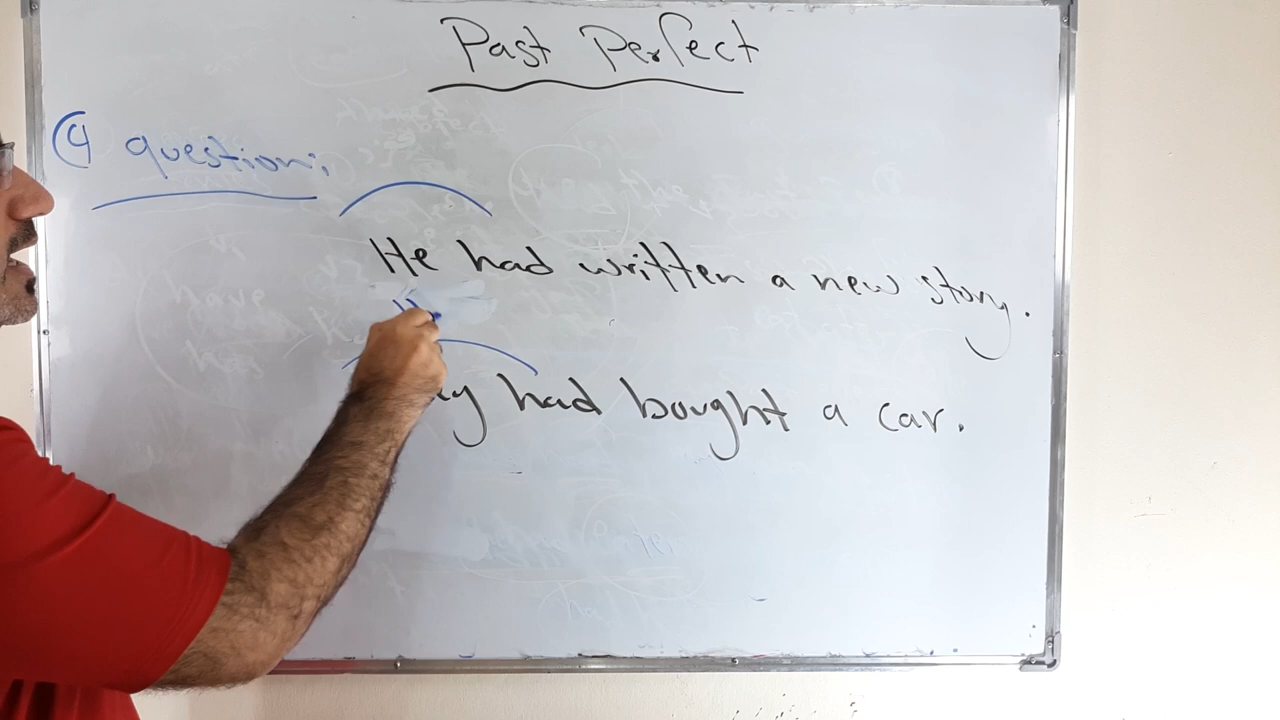 Past Perfect
④ question:
He had written a new story.
had bought a car.